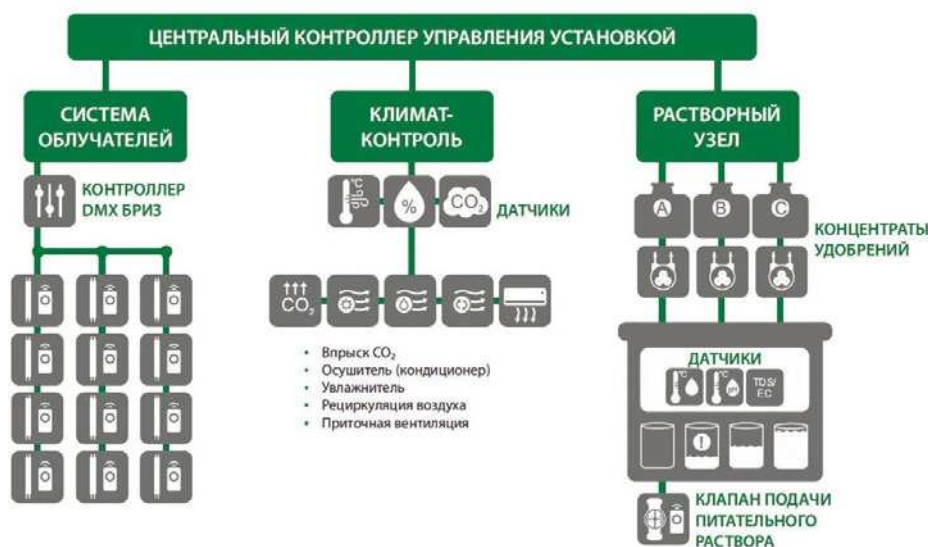 ЦЕНТРАЛЬНЫЙ КОНТРОЛЛЕР УПРАВЛЕНИЯ УСТАНОВКОЙ
СИСТЕМА
ОБЛУЧАТЕЛЕЙ
КОНТРОЛЛЕР
DMX БРИЗ
КЛИМАТ-
КОНТРОЛЬ
°C
%
CO₂
ДАТЧИКИ
CO₂
• Впрыск CO₂
• Осушитель (кондиционер)
• Увлажнитель
• Рециркуляция воздуха
• Приточная вентиляция
РАСТВОРНЫЙ
УЗЕЛ
A
B
C
КОНЦЕНТРАТЫ
УДОБРЕНИЙ
ДАТЧИКИ
°C
°C
pH
TDS/
EC
!
КЛАПАН ПОДАЧИ
ПИТАТЕЛЬНОГО
РАСТВОРА